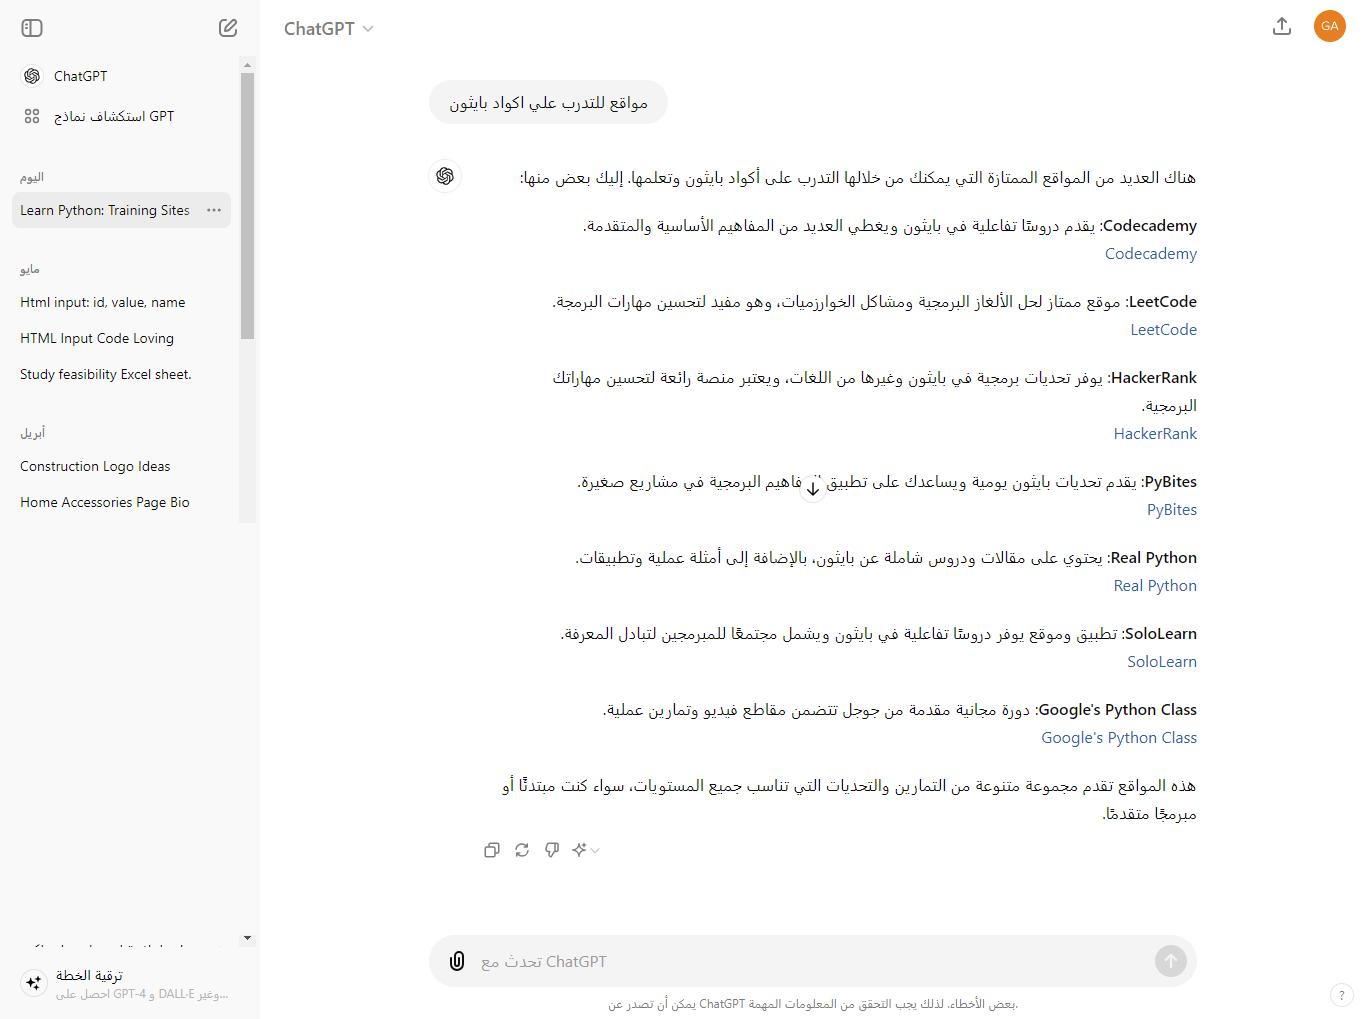 ChatGPT
استكشاف نماذج GPT
اليوم
Learn Python: Training Sites
مايو
Html input: id, value, name
HTML Input Code Loving
Study feasibility Excel sheet.
أبريل
Construction Logo Ideas
Home Accessories Page Bio
ترقية الخطة
احصل على GPT-4 و DALL·E وغير...
ChatGPT
GA
مواقع للتدرب علي اكواد بايثون
هناك العديد من المواقع الممتازة التي يمكنك من خلالها التدرب على أكواد بايثون وتعلمها. إليك بعض منها:
Codecademy: يقدم دروسًا تفاعلية في بايثون ويغطي العديد من المفاهيم الأساسية والمتقدمة.
Codecademy
LeetCode: موقع ممتاز لحل الألغاز البرمجية ومشاكل الخوارزميات، وهو مفيد لتحسين مهارات البرمجة.
LeetCode
HackerRank: يوفر تحديات برمجية في بايثون وغيرها من اللغات، ويعتبر منصة رائعة لتحسين مهاراتك
البرمجية.
HackerRank
PyBites: يقدم تحديات بايثون يومية ويساعدك على تطبيق المفاهيم البرمجية في مشاريع صغيرة.
PyBites
Real Python: يحتوي على مقالات ودروس شاملة عن بايثون، بالإضافة إلى أمثلة عملية وتطبيقات.
Real Python
SoloLearn: تطبيق وموقع يوفر دروسًا تفاعلية في بايثون ويشمل مجتمعًا للمبرمجين لتبادل المعرفة.
SoloLearn
Google's Python Class: دورة مجانية مقدمة من جوجل تتضمن مقاطع فيديو وتمارين عملية.
Google's Python Class
هذه المواقع تقدم مجموعة متنوعة من التمارين والتحديات التي تناسب جميع المستويات، سواء كنت مبتدئًا أو
مبرمجًا متقدمًا.
تحدث مع ChatGPT
يمكن أن تصدر عن ChatGPT بعض الأخطاء. لذلك يجب التحقق من المعلومات المهمة.
?